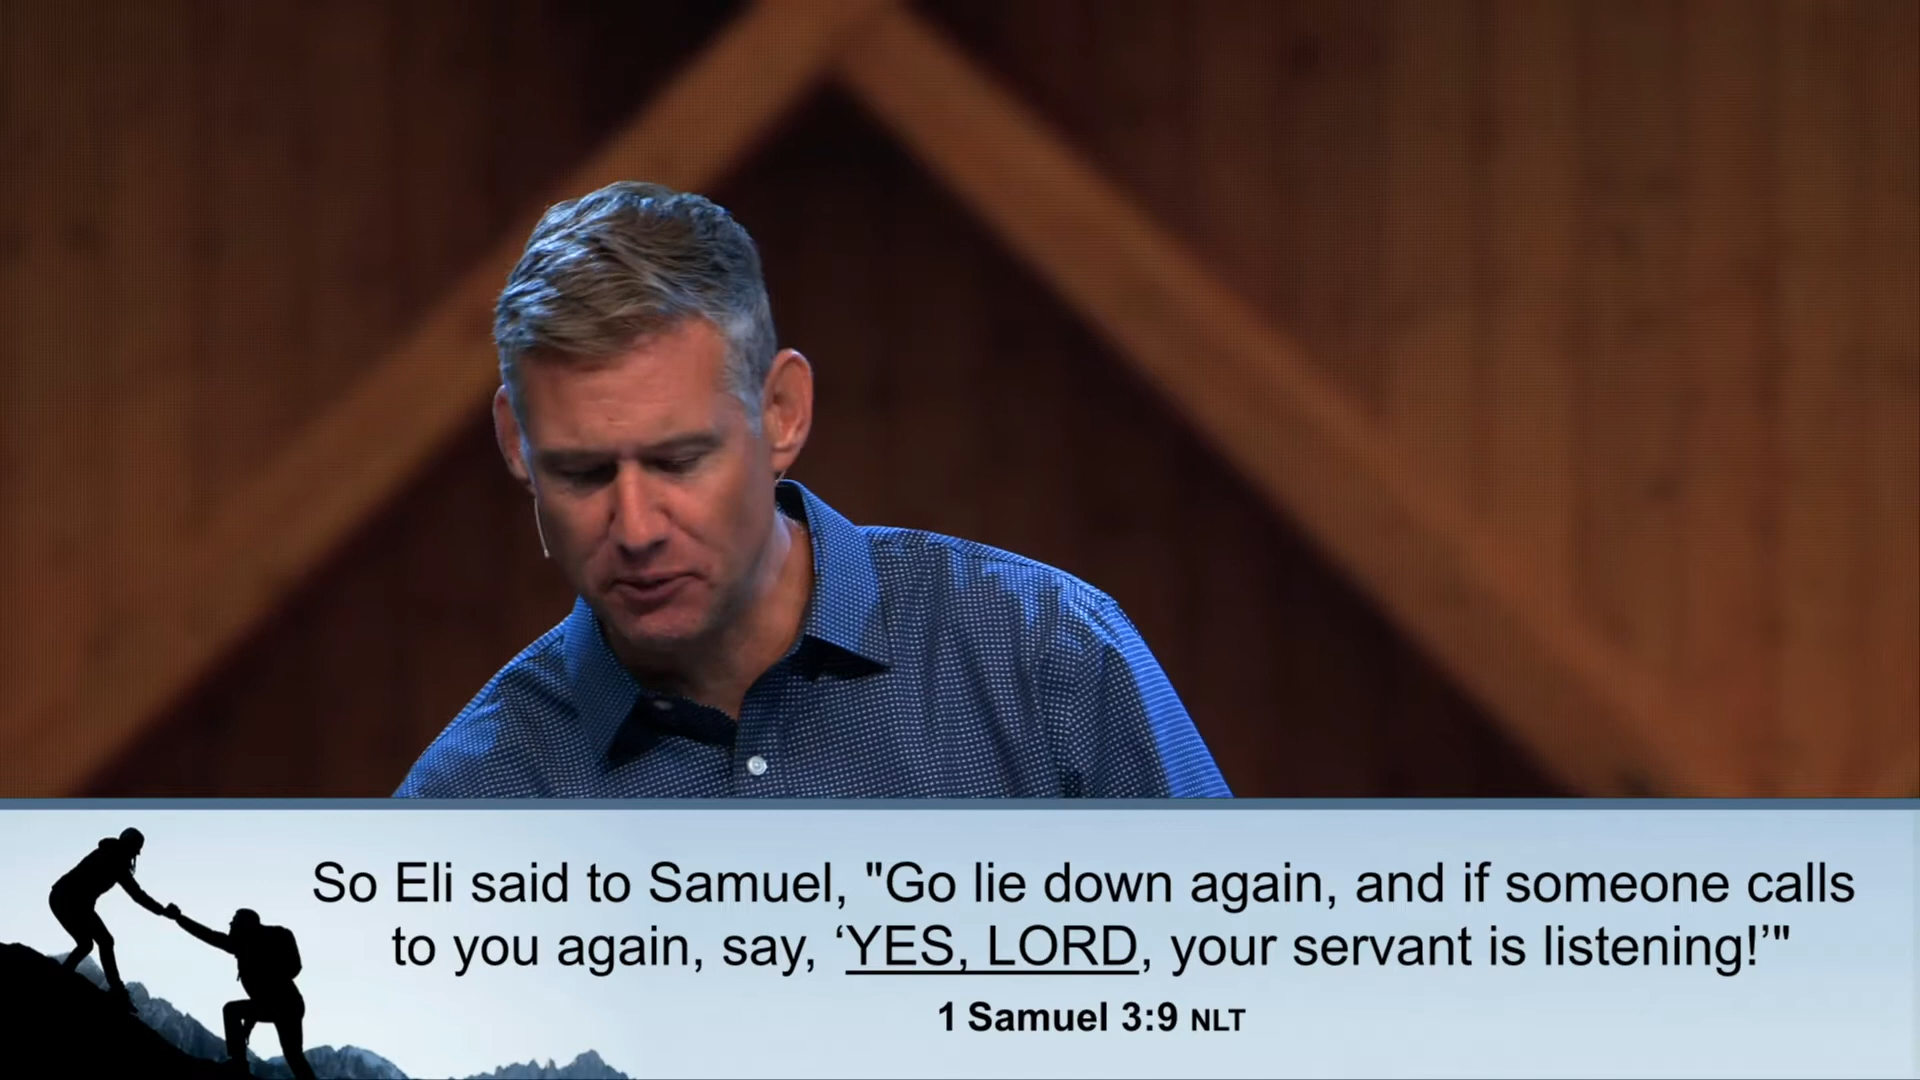 So Eli said to Samuel, "Go lie down again, and if someone calls
to you again, say, ‘YES, LORD, your servant is listening!’"
1 Samuel 3:9 NLT